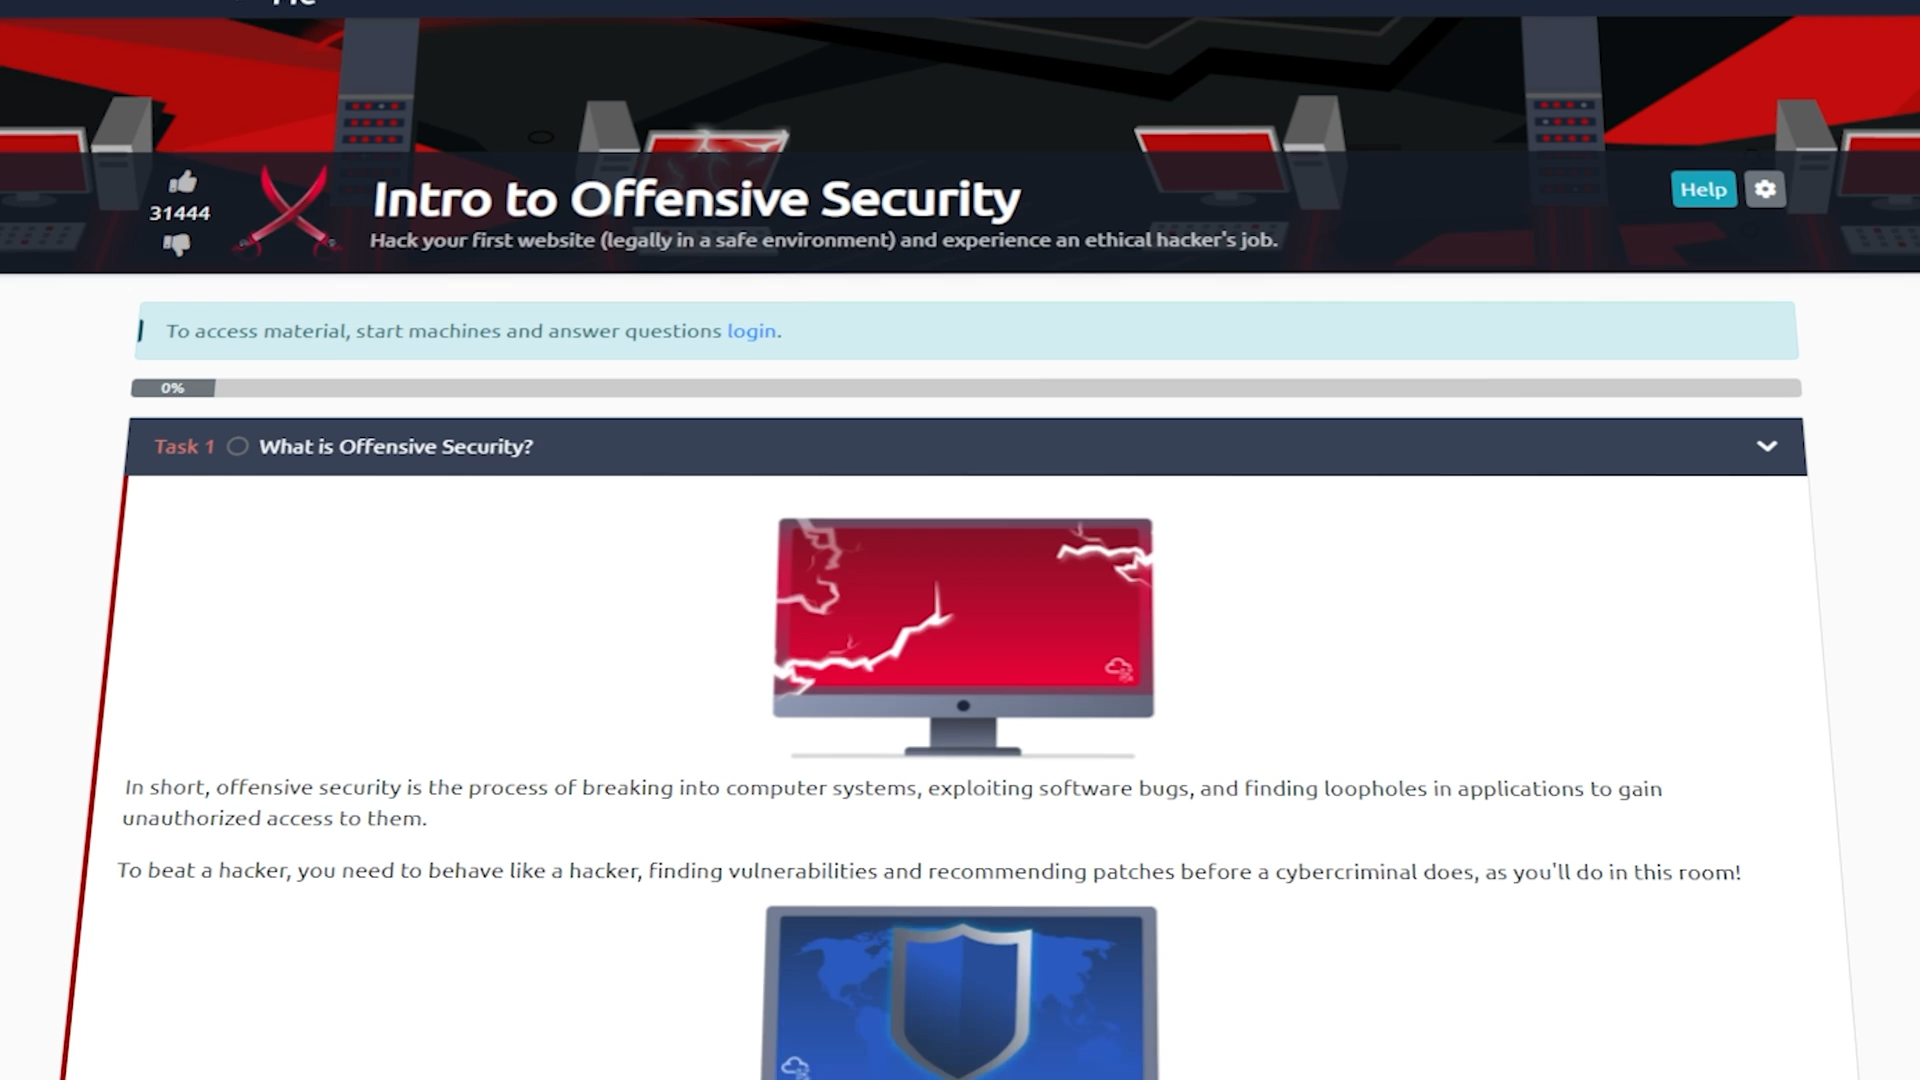 Intro to Offensive Security
Help
31444
Hack your first website (legally in a safe environment) and experience an ethical hacker's job.
To access material, start machines and answer questions login.
0%
Task 1 What is Offensive Security?
In short, offensive security is the process of breaking into computer systems, exploiting software bugs, and finding loopholes in applications to gain
unauthorized access to them.
To beat a hacker, you need to behave like a hacker, finding vulnerabilities and recommending patches before a cybercriminal does, as you'll do in this room!